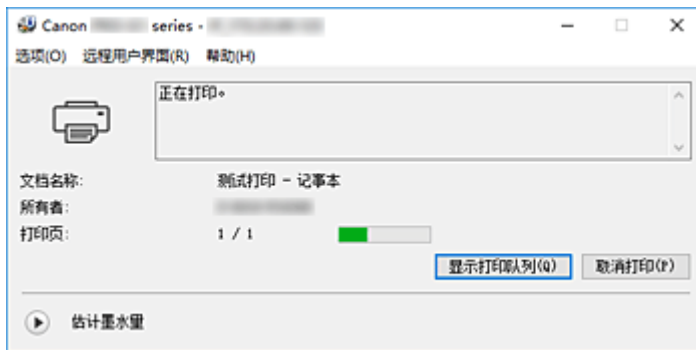 Canon series -
选项(O) 远程用户界面(R) 帮助(H)
正在打印。
文档名称: 测试打印 - 记事本
所有者:
打印页: 1 / 1
显示打印队列(Q) 取消打印(P)
估计墨水量